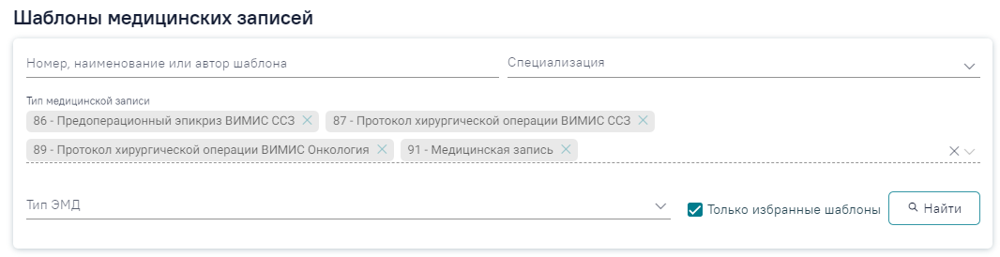 Шаблоны медицинских записей
Номер, наименование или автор шаблона
Специализация
Тип медицинской записи
86 - Предоперационный эпикриз ВИМИС ССЗ
87 - Протокол хирургической операции ВИМИС ССЗ
89 - Протокол хирургической операции ВИМИС Онкология
91 - Медицинская запись
Тип ЭМД
Только избранные шаблоны
Найти